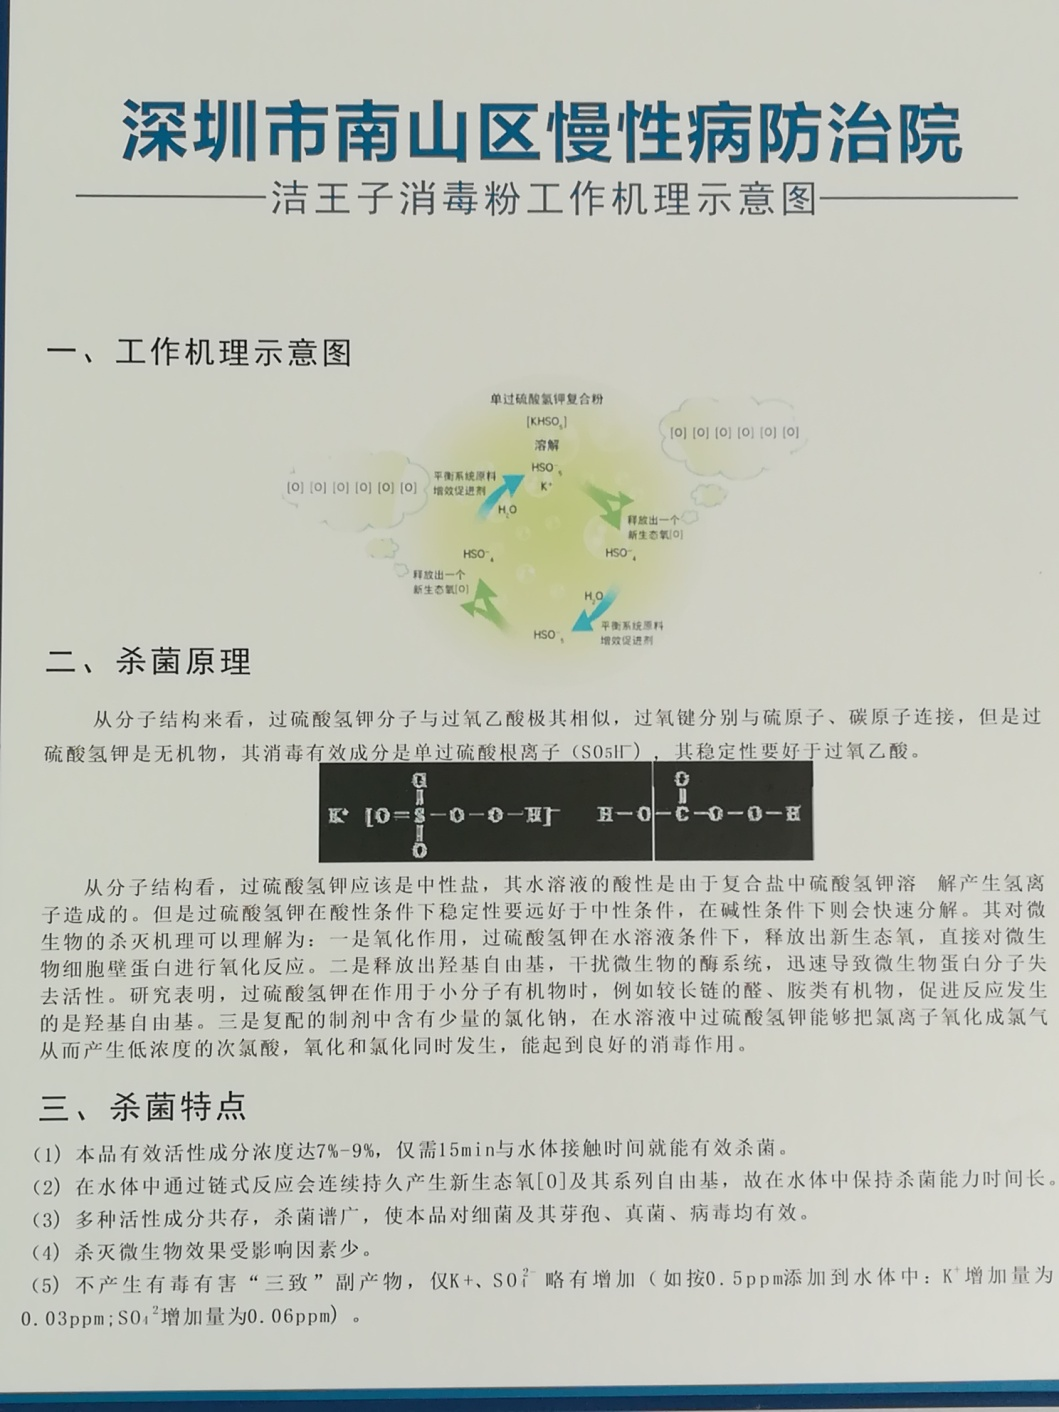 深圳市南山区慢性病防治院
洁王子消毒粉工作机理示意图
一、工作机理示意图
单过硫酸氢钾复合粉
[KHSO₅]
溶解
HSO⁻₅
K⁺
[O] [O] [O] [O] [O] [O]
平衡系统原料
增效促进剂
H₂O
[O] [O] [O] [O] [O] [O]
释放出一个
新生态氧[O]
HSO⁻₄
HSO⁻₄
释放出一个
新生态氧[O]
H₂O
平衡系统原料
增效促进剂
HSO⁻₅
二、杀菌原理
从分子结构来看，过硫酸氢钾分子与过氧乙酸极其相似，过氧键分别与硫原子、碳原子连接，但是过
硫酸氢钾是无机物，其消毒有效成分是单过硫酸根离子（SO5H⁻），其稳定性要好于过氧乙酸。
O O
K⁺ [O=S-O-O-H]⁻ H-O-C-O-O-H
O
从分子结构看，过硫酸氢钾应该是中性盐，其水溶液的酸性是由于复合盐中硫酸氢钾溶 解产生氢离
子造成的。但是过硫酸氢钾在酸性条件下稳定性要远好于中性条件，在碱性条件下则会快速分解。其对微
生物的杀灭机理可以理解为：一是氧化作用，过硫酸氢钾在水溶液条件下，释放出新生态氧，直接对微生
物细胞壁蛋白进行氧化反应。二是释放出羟基自由基，干扰微生物的酶系统，迅速导致微生物蛋白分子失
去活性。研究表明，过硫酸氢钾在作用于小分子有机物时，例如较长链的醛、胺类有机物，促进反应发生
的是羟基自由基。三是复配的制剂中含有少量的氯化钠，在水溶液中过硫酸氢钾能够把氯离子氧化成氯气
从而产生低浓度的次氯酸，氧化和氯化同时发生，能起到良好的消毒作用。
三、杀菌特点
（1）本品有效活性成分浓度达7%-9%，仅需15min与水体接触时间就能有效杀菌。
（2）在水体中通过链式反应会连续持久产生新生态氧[O]及其系列自由基，故在水体中保持杀菌能力时间长。
（3）多种活性成分共存，杀菌谱广，使本品对细菌及其芽孢、真菌、病毒均有效。
（4）杀灭微生物效果受影响因素少。
（5）不产生有毒有害“三致”副产物，仅K+、SO₄²⁻ 略有增加（如按0.5ppm添加到水体中：K⁺增加量为
0.03ppm;SO₄²增加量为0.06ppm）。